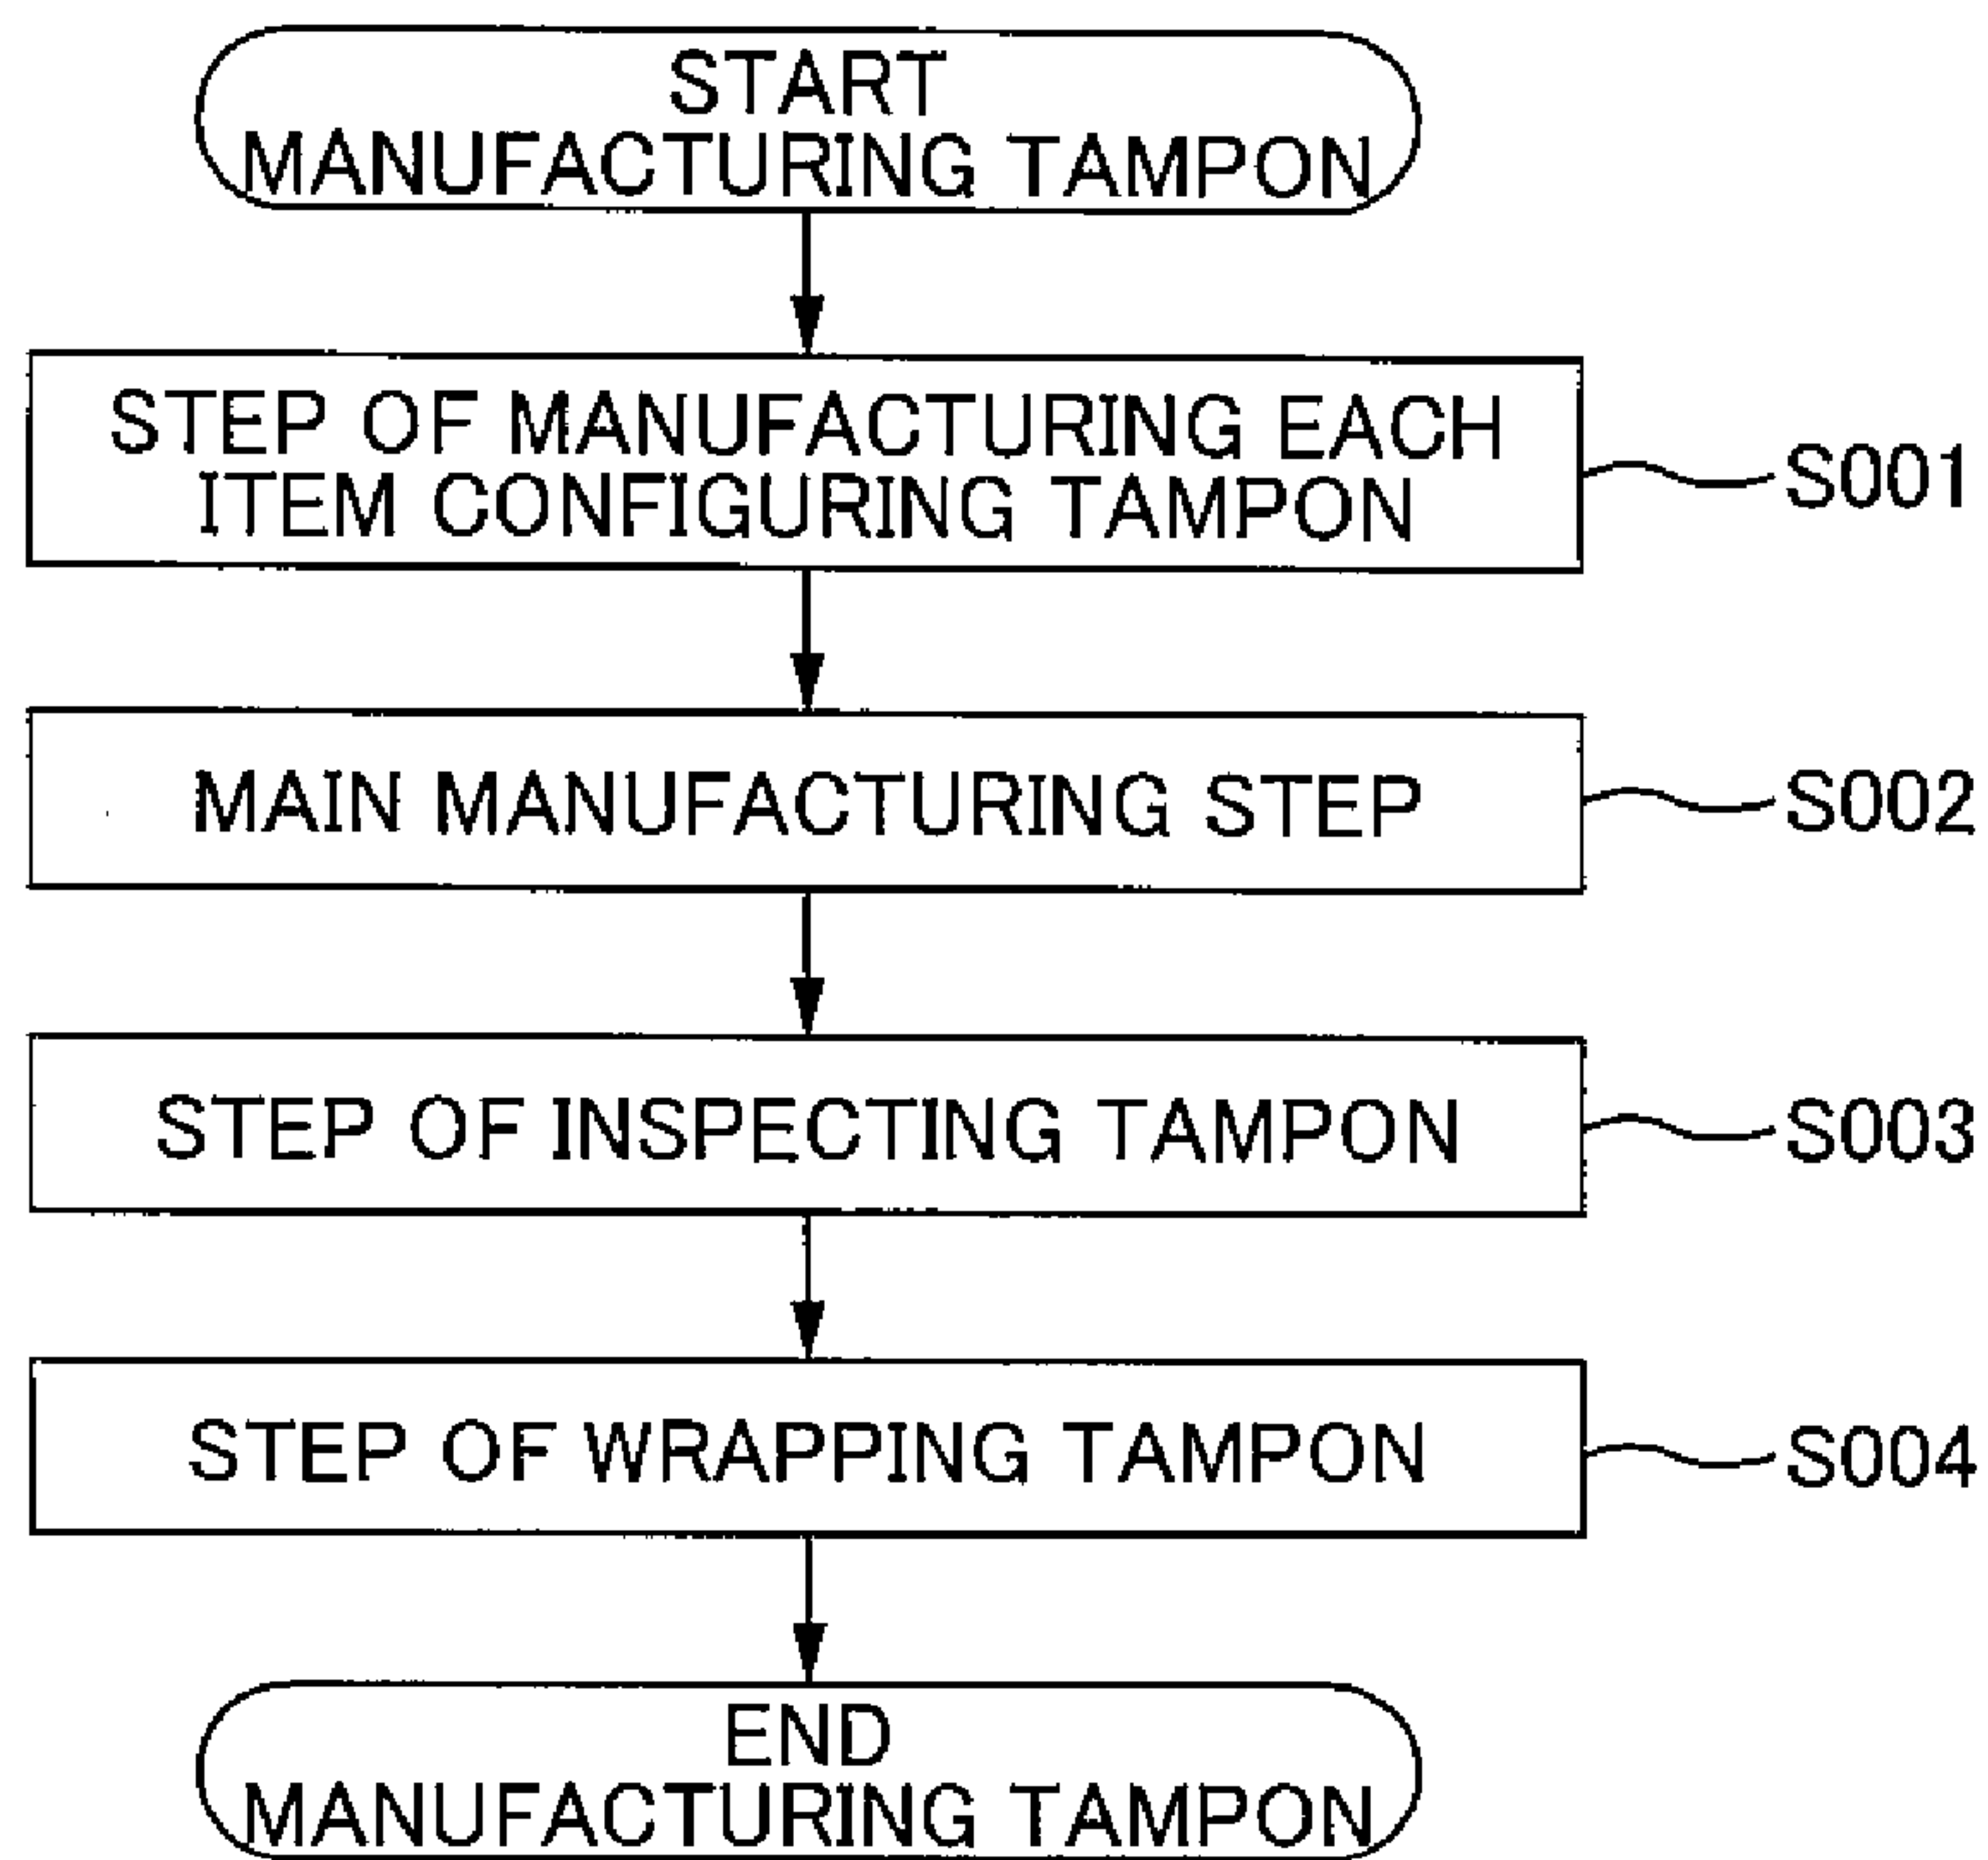 START
MANUFACTURING TAMPON
STEP OF MANUFACTURING EACH
ITEM CONFIGURING TAMPON
S001
MAIN MANUFACTURING STEP
S002
STEP OF INSPECTING TAMPON
S003
STEP OF WRAPPING TAMPON
S004
END
MANUFACTURING TAMPON